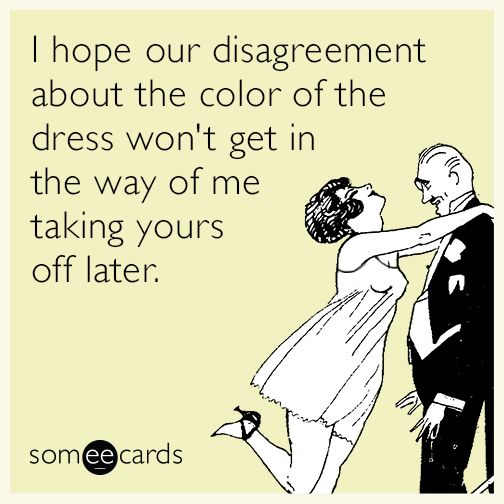 I hope our disagreement
about the color of the
dress won't get in
the way of me
taking yours
off later.
someecards